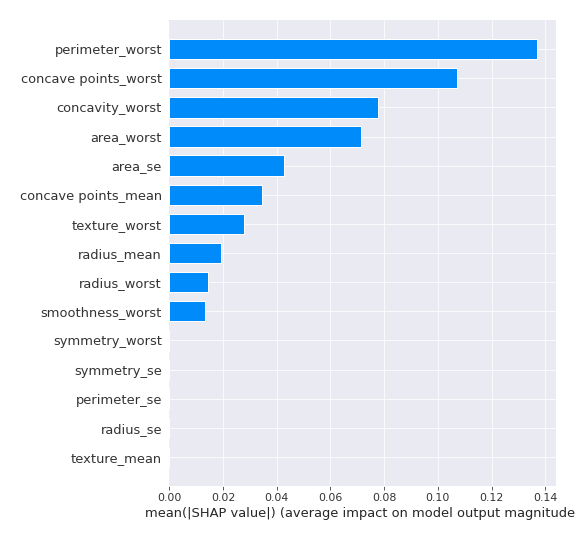 perimeter_worst
concave points_worst
concavity_worst
area_worst
area_se
concave points_mean
texture_worst
radius_mean
radius_worst
smoothness_worst
symmetry_worst
symmetry_se
perimeter_se
radius_se
texture_mean
0.00 0.02 0.04 0.06 0.08 0.10 0.12 0.14
mean(|SHAP value|) (average impact on model output magnitude